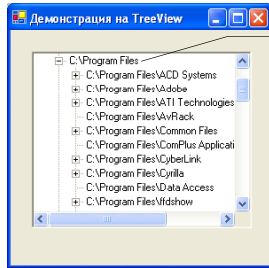 Демонстрация на TreeView
C:\Program Files
C:\Program Files\ACD Systems
C:\Program Files\Adobe
C:\Program Files\ATI Technologies
C:\Program Files\AvRack
C:\Program Files\Common Files
C:\Program Files\ComPlus Applicati
C:\Program Files\CyberLink
C:\Program Files\Cyrilla
C:\Program Files\Data Access
C:\Program Files\ffdshow